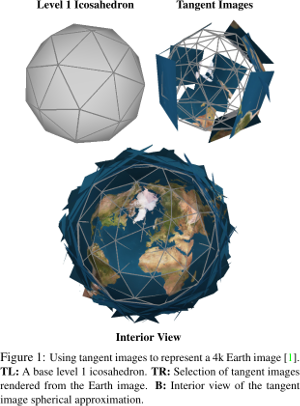 Level 1 Icosahedron
Tangent Images
Interior View
Figure 1: Using tangent images to represent a 4k Earth image [1].
TL: A base level 1 icosahedron. TR: Selection of tangent images
rendered from the Earth image. B: Interior view of the tangent
image spherical approximation.